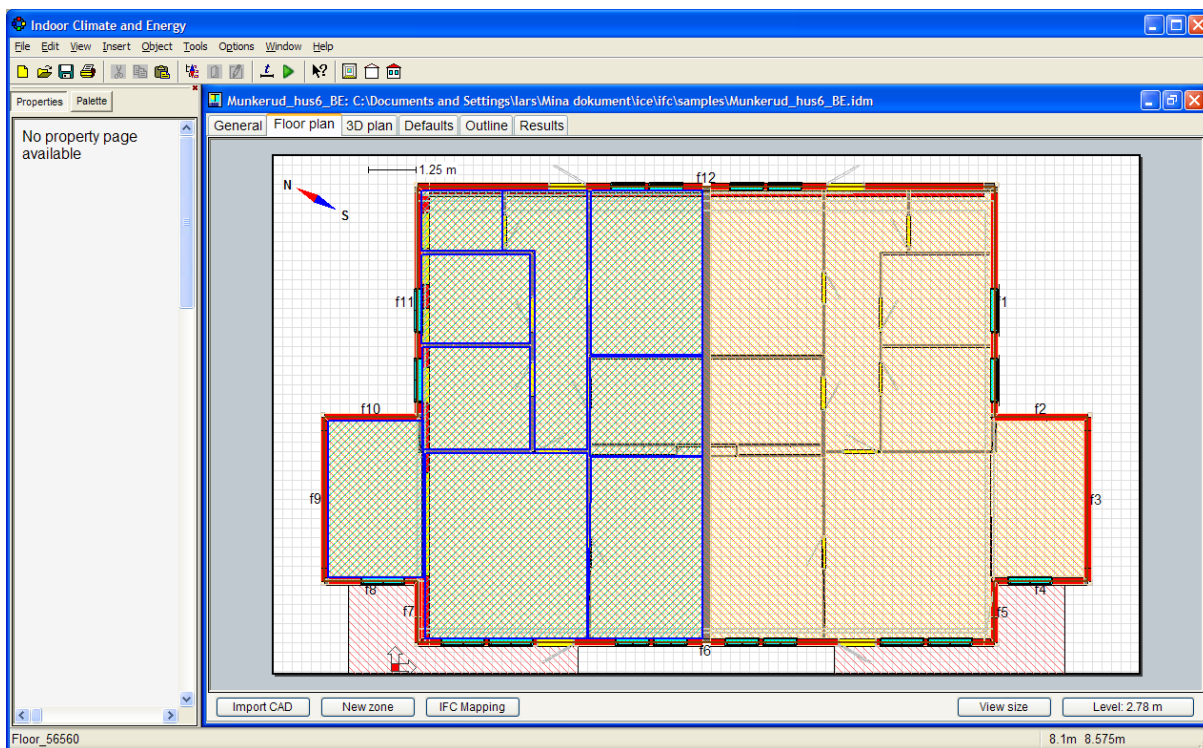 Indoor Climate and Energy
File Edit View Insert Object Tools Options Window Help
Properties Palette
No property page
available
Munkerud_hus6_BE: C:\Documents and Settings\lars\Mina dokument\ice\ifc\samples\Munkerud_hus6_BE.idm
General Floor plan 3D plan Defaults Outline Results
1.25 m
N
S
f12
f11
f1
f10
f2
f9
f3
f8
f4
f7
f5
f6
Import CAD New zone IFC Mapping View size Level: 2.78 m
Floor_56560 8.1m 8.575m